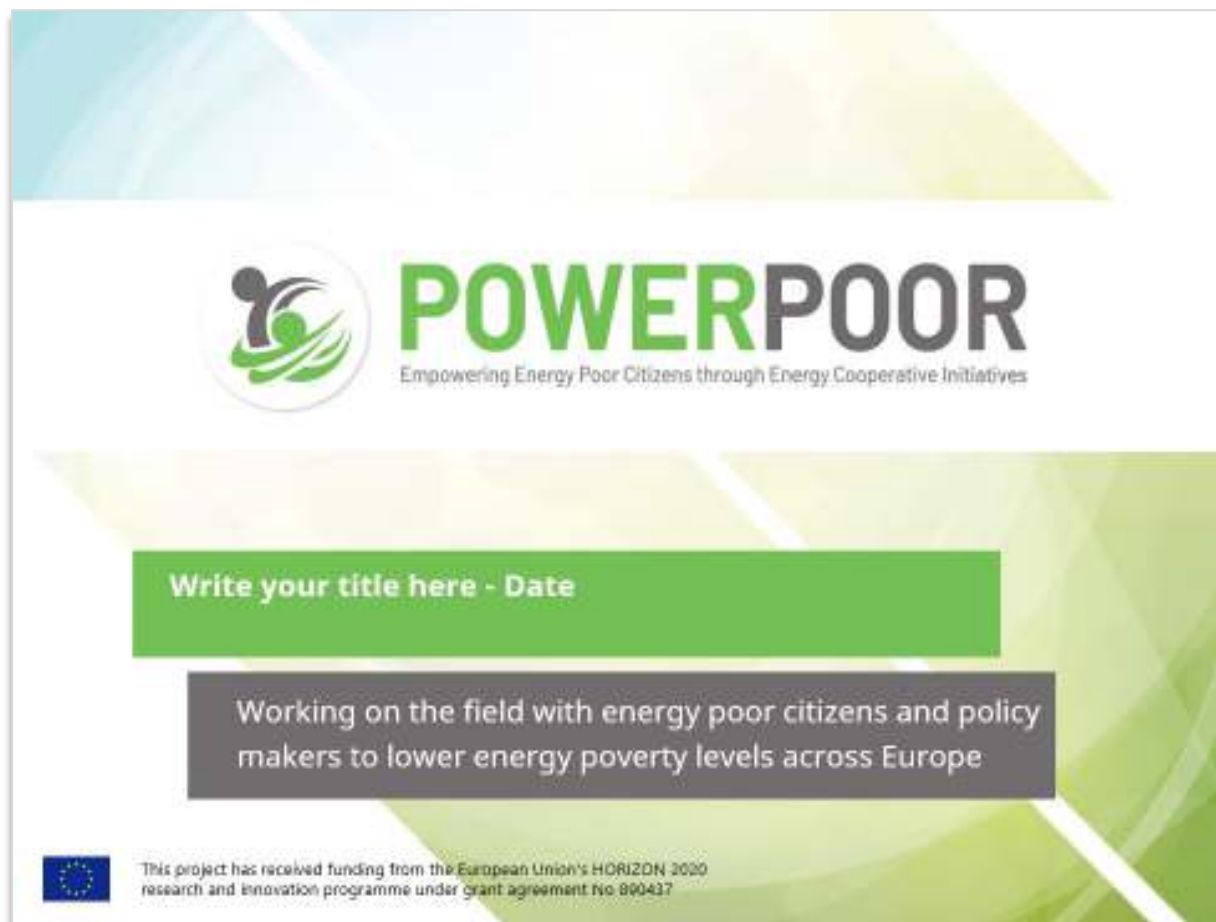 POWERPOOR
Empowering Energy Poor Citizens through Energy Cooperative Initiatives
Write your title here - Date
Working on the field with energy poor citizens and policy
makers to lower energy poverty levels across Europe
This project has received funding from the European Union's HORIZON 2020
research and innovation programme under grant agreement No 890437